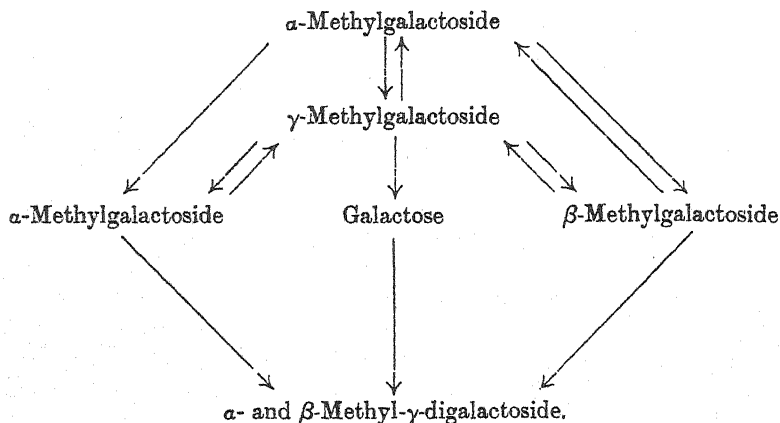 α-Methylgalactoside
γ-Methylgalactoside
α-Methylgalactoside Galactose β-Methylgalactoside
α- and β-Methyl-γ-digalactoside.